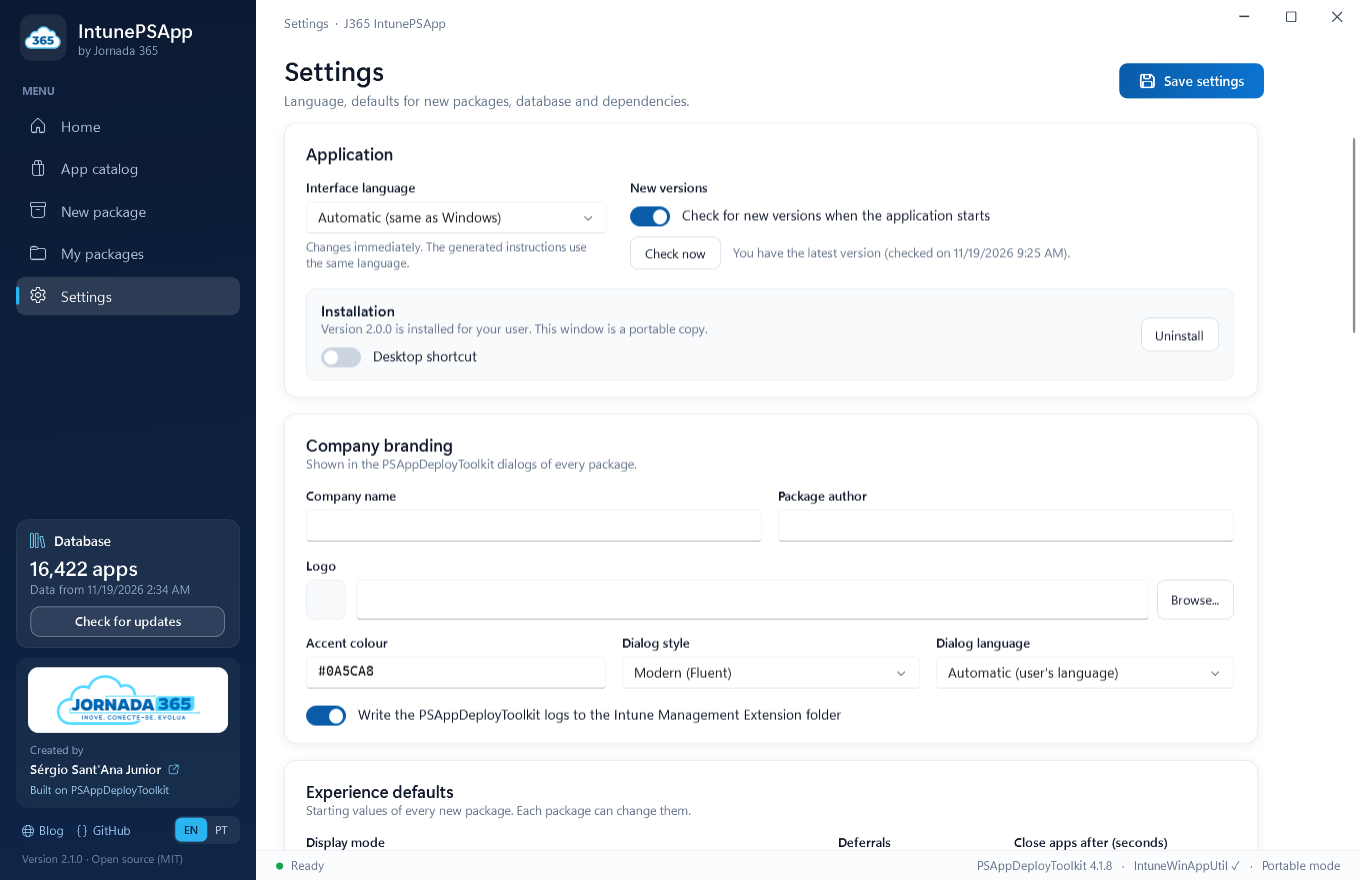 365
IntunePSApp
by Jornada 365
MENU
Home
App catalog
New package
My packages
Settings
Database
16,422 apps
Data from 11/19/2026 2:34 AM
Check for updates
JORNADA 365
INOVE. CONECTE-SE. EVOLUA
Created by
Sérgio Sant'Ana Junior
Built on PSAppDeployToolkit
Blog {} GitHub EN PT
Version 2.1.0 · Open source (MIT)
Settings · J365 IntunePSApp
Settings
Language, defaults for new packages, database and dependencies.
Save settings
Application
Interface language
Automatic (same as Windows)
Changes immediately. The generated instructions use
the same language.
New versions
Check for new versions when the application starts
Check now
You have the latest version (checked on 11/19/2026 9:25 AM).
Installation
Version 2.0.0 is installed for your user. This window is a portable copy.
Desktop shortcut
Uninstall
Company branding
Shown in the PSAppDeployToolkit dialogs of every package.
Company name
Package author
Logo
Browse...
Accent colour
#0A5CA8
Dialog style
Modern (Fluent)
Dialog language
Automatic (user's language)
Write the PSAppDeployToolkit logs to the Intune Management Extension folder
Experience defaults
Starting values of every new package. Each package can change them.
Display mode
Deferrals
Close apps after (seconds)
Ready
PSAppDeployToolkit 4.1.8 · IntuneWinAppUtil ✓ · Portable mode